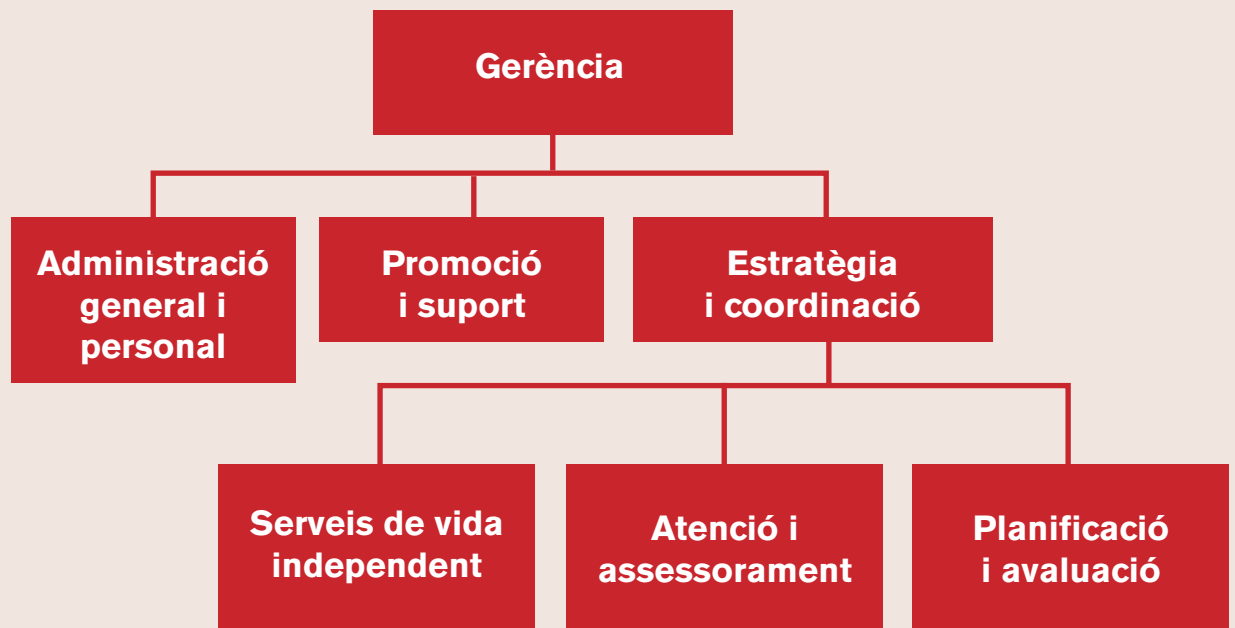 Gerència
Administració
general i
personal
Promoció
i suport
Estratègia
i coordinació
Serveis de vida
independent
Atenció i
assessorament
Planificació
i avaluació